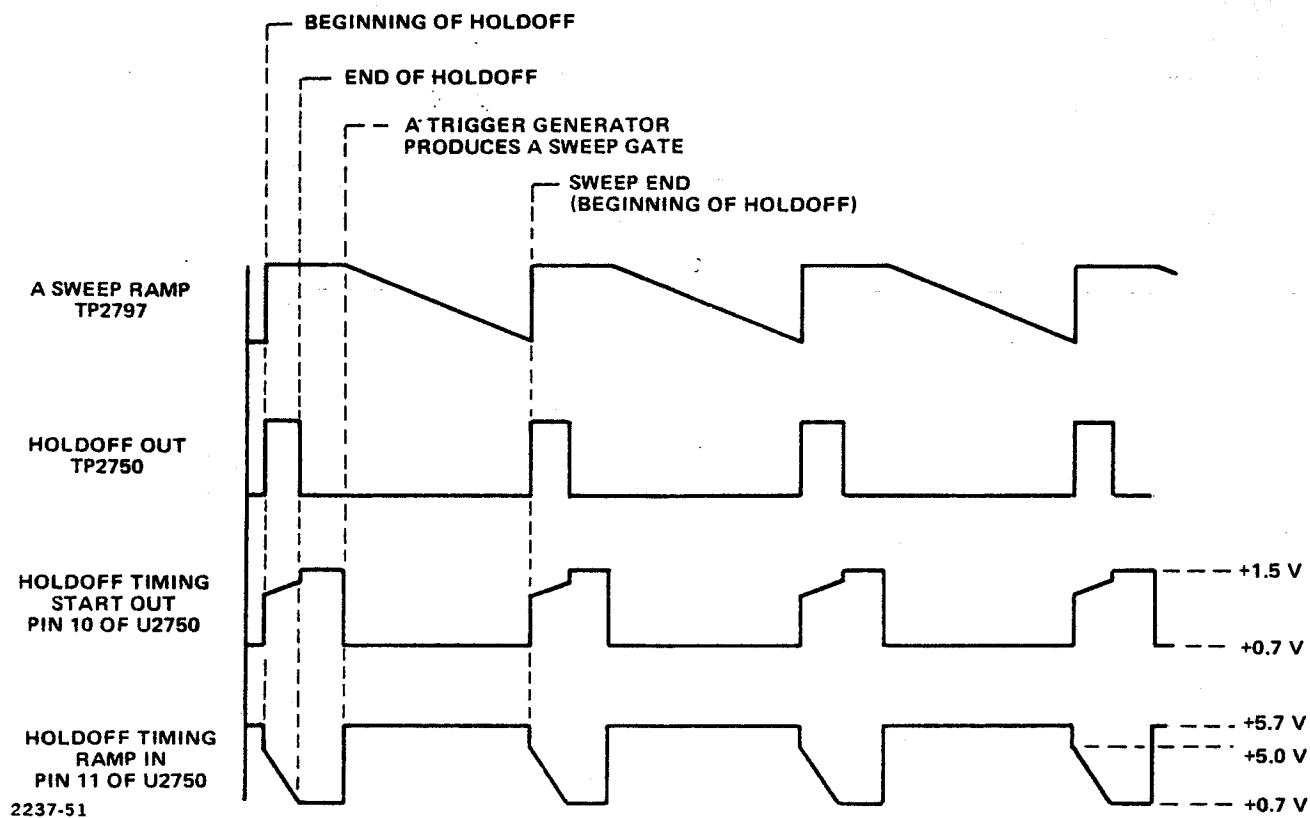 BEGINNING OF HOLDOFF
END OF HOLDOFF
A TRIGGER GENERATOR
PRODUCES A SWEEP GATE
SWEEP END
(BEGINNING OF HOLDOFF)
A SWEEP RAMP
TP2797
HOLDOFF OUT
TP2750
HOLDOFF TIMING
START OUT
PIN 10 OF U2750
+1.5 V
+0.7 V
HOLDOFF TIMING
RAMP IN
PIN 11 OF U2750
+5.7 V
+5.0 V
+0.7 V
2237-51